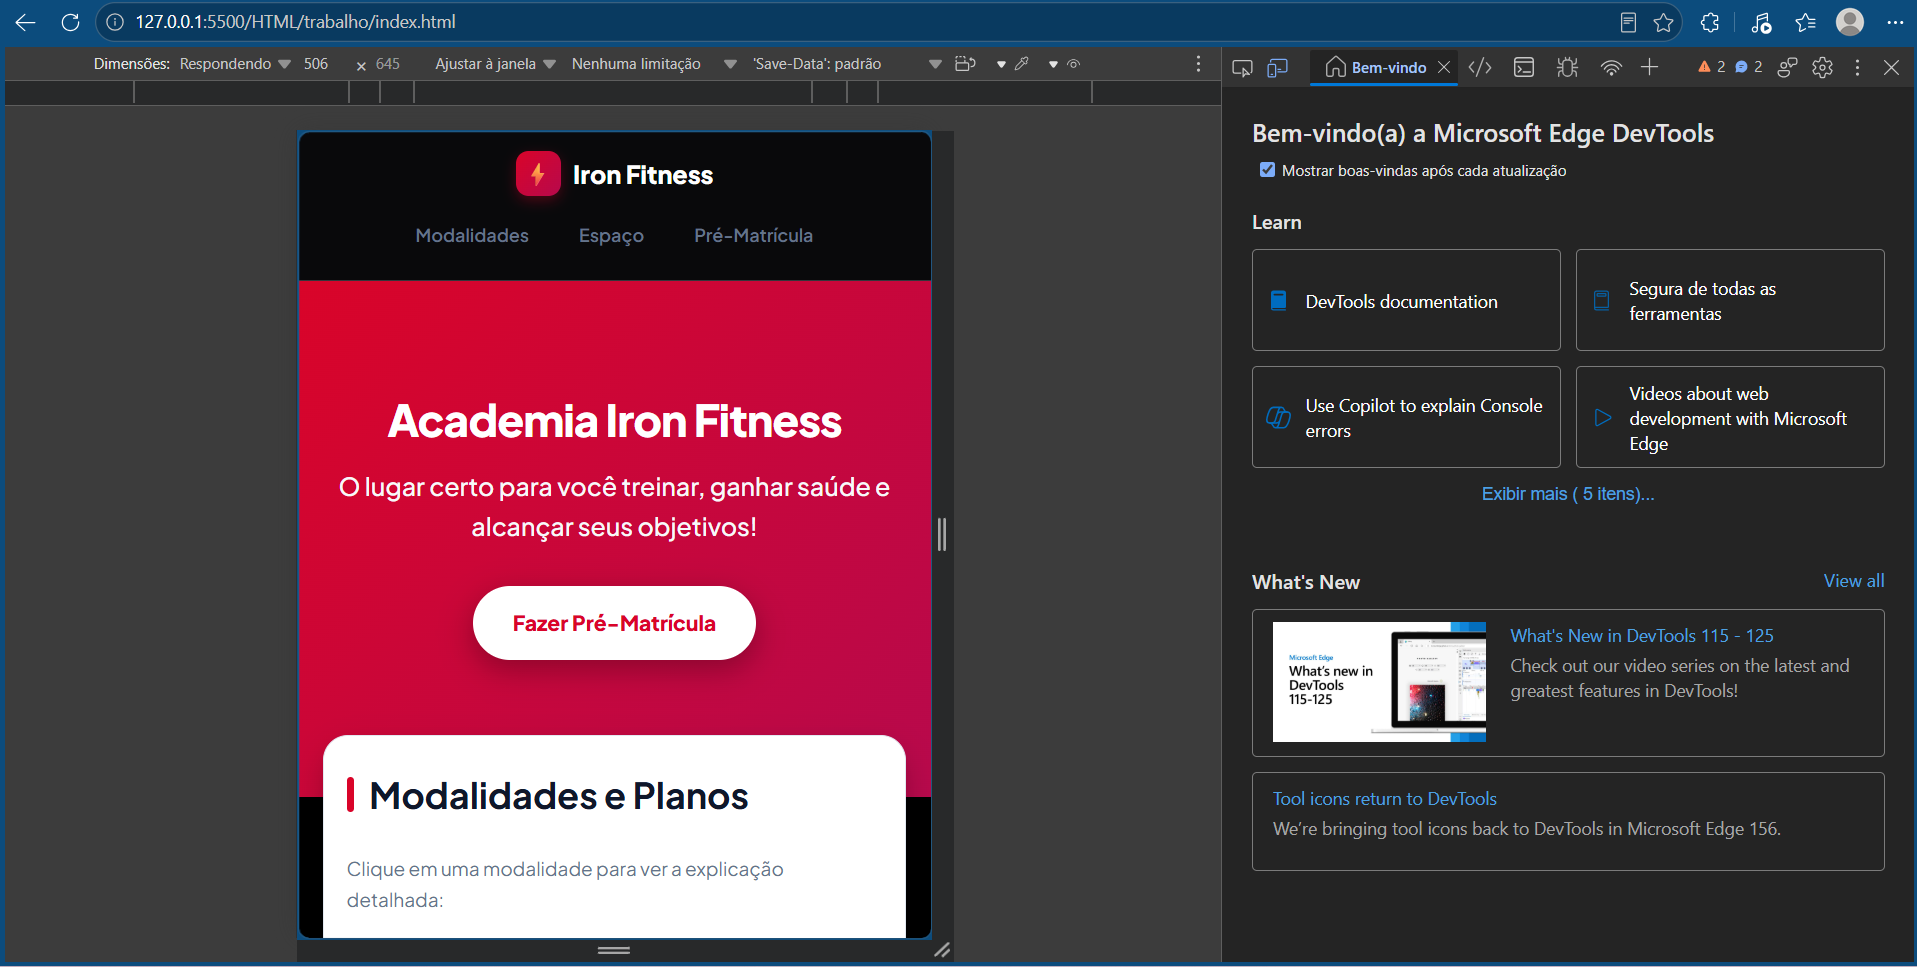 127.0.0.1:5500/HTML/trabalho/index.html
Dimensões: Respondendo 506 × 645 Ajustar à janela Nenhuma limitação 'Save-Data': padrão
Bem-vindo
2
2
Iron Fitness
Modalidades Espaço Pré-Matrícula
Academia Iron Fitness
O lugar certo para você treinar, ganhar saúde e
alcançar seus objetivos!
Fazer Pré-Matrícula
Modalidades e Planos
Clique em uma modalidade para ver a explicação
detalhada:
Bem-vindo(a) a Microsoft Edge DevTools
Mostrar boas-vindas após cada atualização
Learn
DevTools documentation
Segura de todas as
ferramentas
Use Copilot to explain Console
errors
Videos about web
development with Microsoft
Edge
Exibir mais ( 5 itens)...
What's New
View all
Microsoft Edge
What's new in
DevTools
115-125
What's New in DevTools 115 - 125
Check out our video series on the latest and
greatest features in DevTools!
Tool icons return to DevTools
We're bringing tool icons back to DevTools in Microsoft Edge 156.